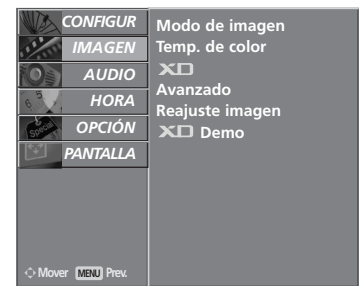 CONFIGUR
IMAGEN
AUDIO
HORA
Special
OPCIÓN
PANTALLA
Modo de imagen
Temp. de color
XD
Avanzado
Reajuste imagen
XD Demo
Mover MENU Prev.